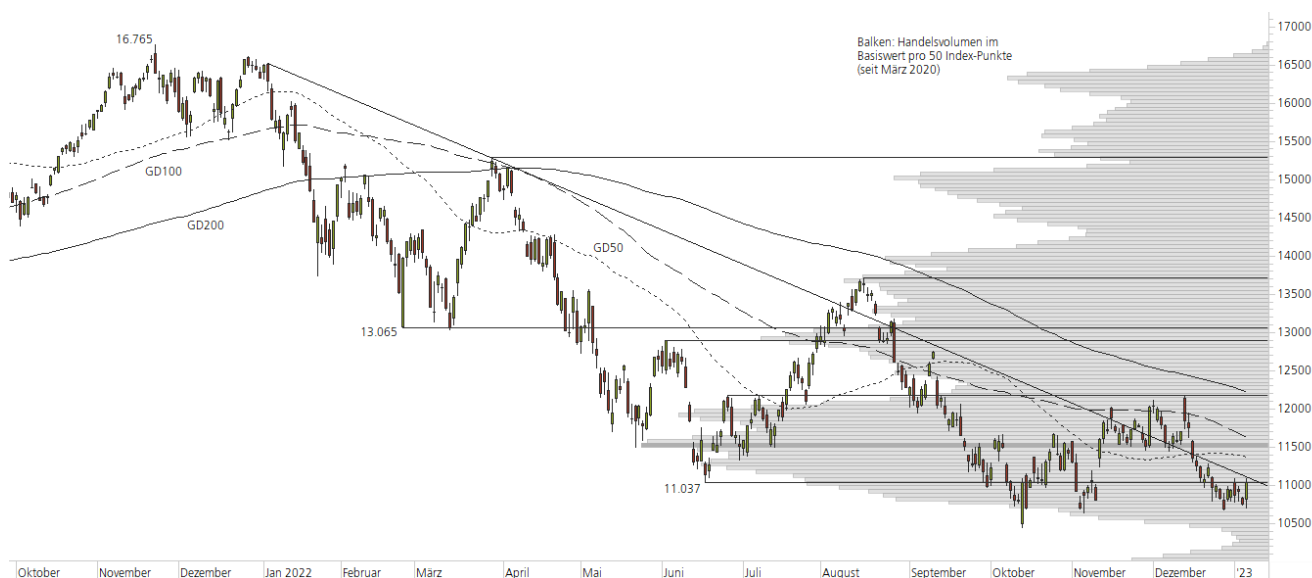 16.765
Balken: Handelsvolumen im
Basiswert pro 50 Index-Punkte
(seit März 2020)
17000
16500
16000
15500
15000
14500
14000
13500
13000
12500
12000
11500
11000
10500
GD100
GD200
GD50
13.065
11.037
Oktober November Dezember Jan 2022 Februar März April Mai Juni Juli August September Oktober November Dezember '23